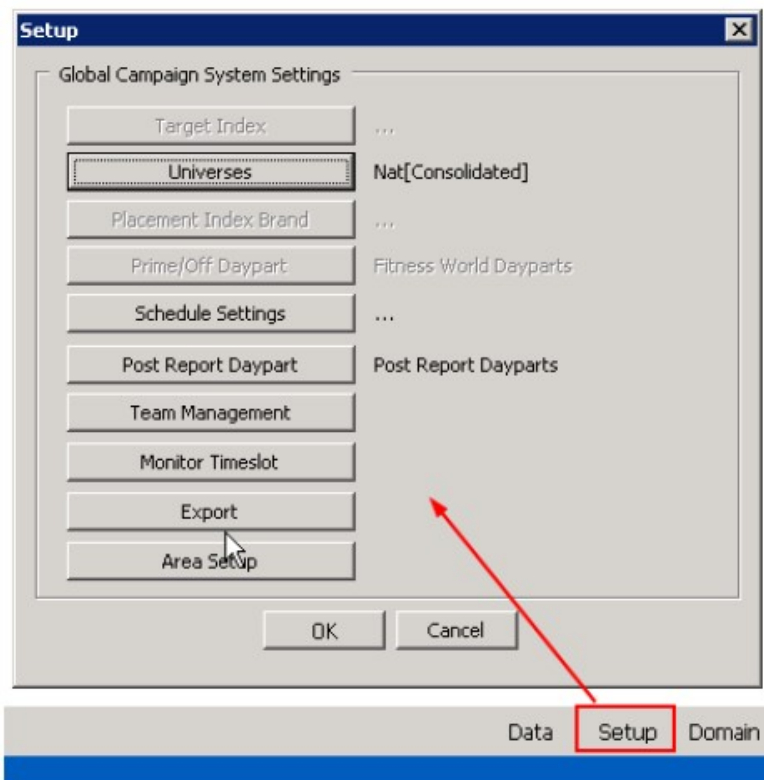 Setup
Global Campaign System Settings
Target Index ...
Universes Nat[Consolidated]
Placement Index Brand ...
Prime/Off Daypart Fitness World Dayparts
Schedule Settings ...
Post Report Daypart Post Report Dayparts
Team Management
Monitor Timeslot
Export
Area Setup
OK Cancel
Data Setup Domain